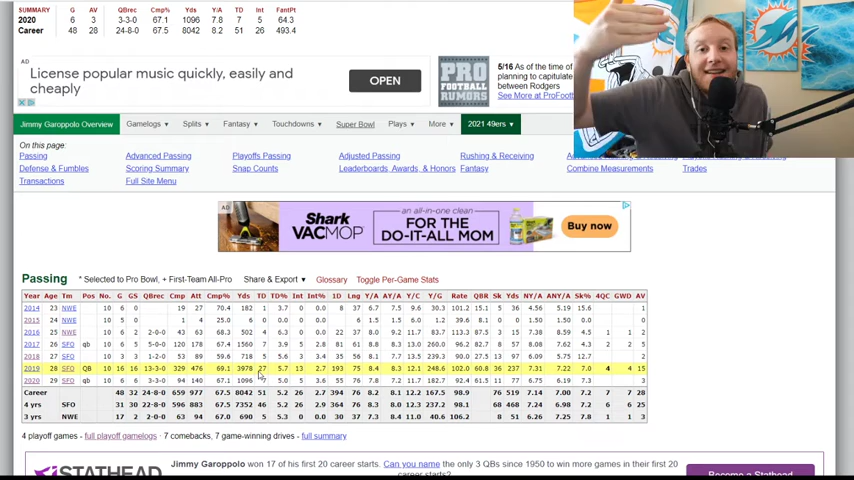 SUMMARY G AV QBrec Cmp% Yds Y/A TD Int FantPt
2020 6 3 3-3-0 67.1 1096 7.8 7 5 64.3
Career 48 28 24-8-0 67.5 8042 8.2 51 26 493.4
AD
License popular music quickly, easily and
cheaply
OPEN
PRO
FOOTBALL
RUMORS
5/16 As of the time of
planning to capitulate
between Rodgers
See More at ProFootb
Jimmy Garoppolo Overview Gamelogs Splits Fantasy Touchdowns Super Bowl Plays More 2021 49ers
On this page:
Passing Advanced Passing Playoffs Passing Adjusted Passing Rushing & Receiving
Defense & Fumbles Scoring Summary Snap Counts Leaderboards, Awards, & Honors Fantasy Combine Measurements Trades
Transactions Full Site Menu
AD
Shark
VACMOP
an all-in-one clean
FOR THE
DO-IT-ALL MOM
Buy now
Passing * Selected to Pro Bowl, + First-Team All-Pro Share & Export Glossary Toggle Per-Game Stats
Year Age Tm Pos No. G GS QBrec Cmp Att Cmp% Yds TD TD% Int Int% 1D Lng Y/A AY/A Y/C Y/G Rate QBR Sk Yds NY/A ANY/A Sk% 4QC GWD AV
2014 23 NWE 10 6 0 19 27 70.4 182 1 3.7 0 0.0 8 37 6.7 7.5 9.6 30.3 101.2 15.1 5 36 4.56 5.19 15.6 1
2015 24 NWE 10 5 0 1 4 25.0 6 0 0.0 0 0.0 6 1.5 1.5 6.0 1.2 39.6 8.1 0 0 1.50 1.50 0.0 0
2016 25 NWE 10 6 2 2-0-0 43 63 68.3 502 4 6.3 0 0.0 22 37 8.0 9.2 11.7 83.7 113.3 87.5 3 15 7.38 8.59 4.5 1 1 2
2017 26 SFO qb 10 6 5 5-0-0 120 178 67.4 1560 7 3.9 5 2.8 81 61 8.8 8.3 13.0 260.0 96.2 82.7 8 57 8.08 7.62 4.3 2 2 5
2018 27 SFO qb 10 3 3 1-2-0 53 89 59.6 718 5 5.6 3 3.4 35 56 8.1 7.7 13.5 239.3 90.0 27.5 13 97 6.09 5.75 12.7 2
2019 28 SFO QB 10 16 16 13-3-0 329 476 69.1 3978 27 5.7 13 2.7 193 75 8.4 8.3 12.1 248.6 102.0 60.8 36 237 7.31 7.22 7.0 4 4 15
2020 29 SFO qb 10 6 6 3-3-0 94 140 67.1 1096 7 5.0 5 3.6 55 76 7.8 7.2 11.7 182.7 92.4 61.5 11 77 6.75 6.19 7.3 3
Career 48 32 24-8-0 659 977 67.5 8042 51 5.2 26 2.7 394 76 8.2 8.1 12.2 167.5 98.9 76 519 7.14 7.00 7.2 7 7 28
4 yrs SFO 31 30 22-8-0 596 883 67.5 7352 46 5.2 26 2.9 364 76 8.3 8.0 12.3 237.2 98.1 68 468 7.24 6.98 7.2 6 6 25
3 yrs NWE 17 2 2-0-0 63 94 67.0 690 5 5.3 0 0.0 30 37 7.3 8.4 11.0 40.6 106.2 8 51 6.26 7.25 7.8 1 1 3
4 playoff games - full playoff gamelogs - 7 comebacks, 7 game-winning drives - full summary
STATHEAD
Jimmy Garoppolo won 17 of his first 20 career starts. Can you name the only 3 QBs since 1950 to win more games in their first 20
career starts?
Become a Stathead